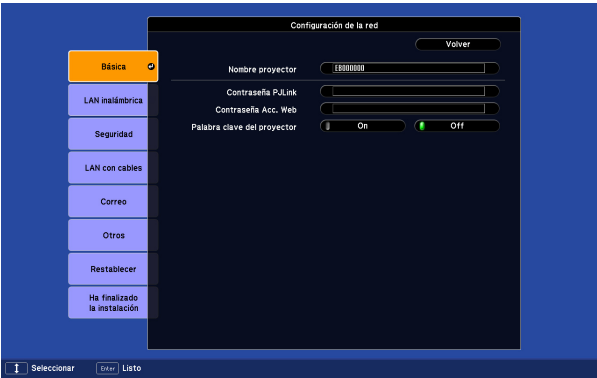 Configuración de la red
Volver
Básica
Nombre proyector EB000000
LAN inalámbrica
Contraseña PJLink
Contraseña Acc. Web
Seguridad
Palabra clave del proyector On Off
LAN con cables
Correo
Otros
Restablecer
Ha finalizado
la instalación
Seleccionar Enter Listo